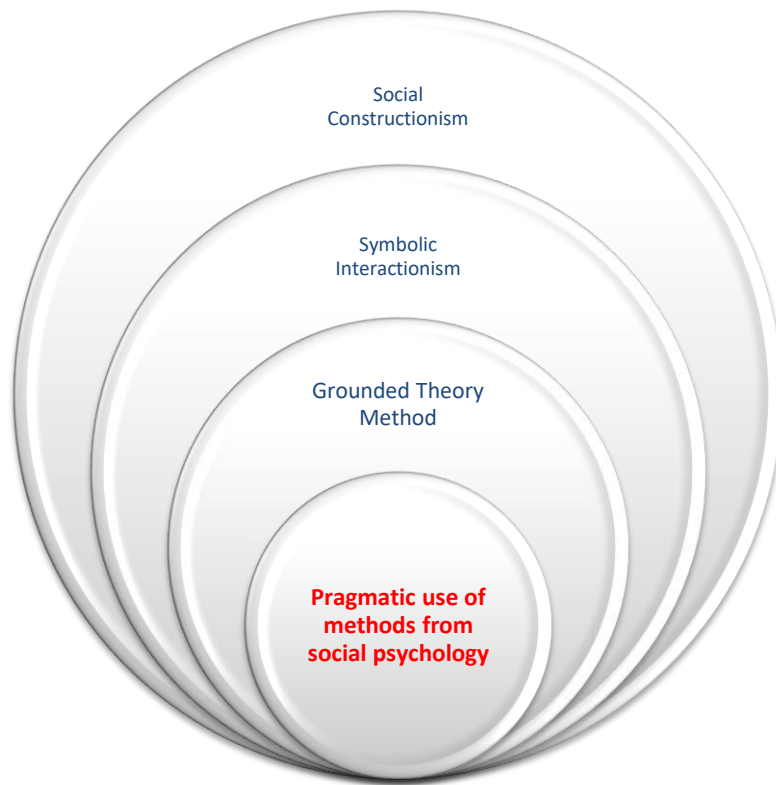 Social
Constructionism
Symbolic
Interactionism
Grounded Theory
Method
Pragmatic use of
methods from
social psychology